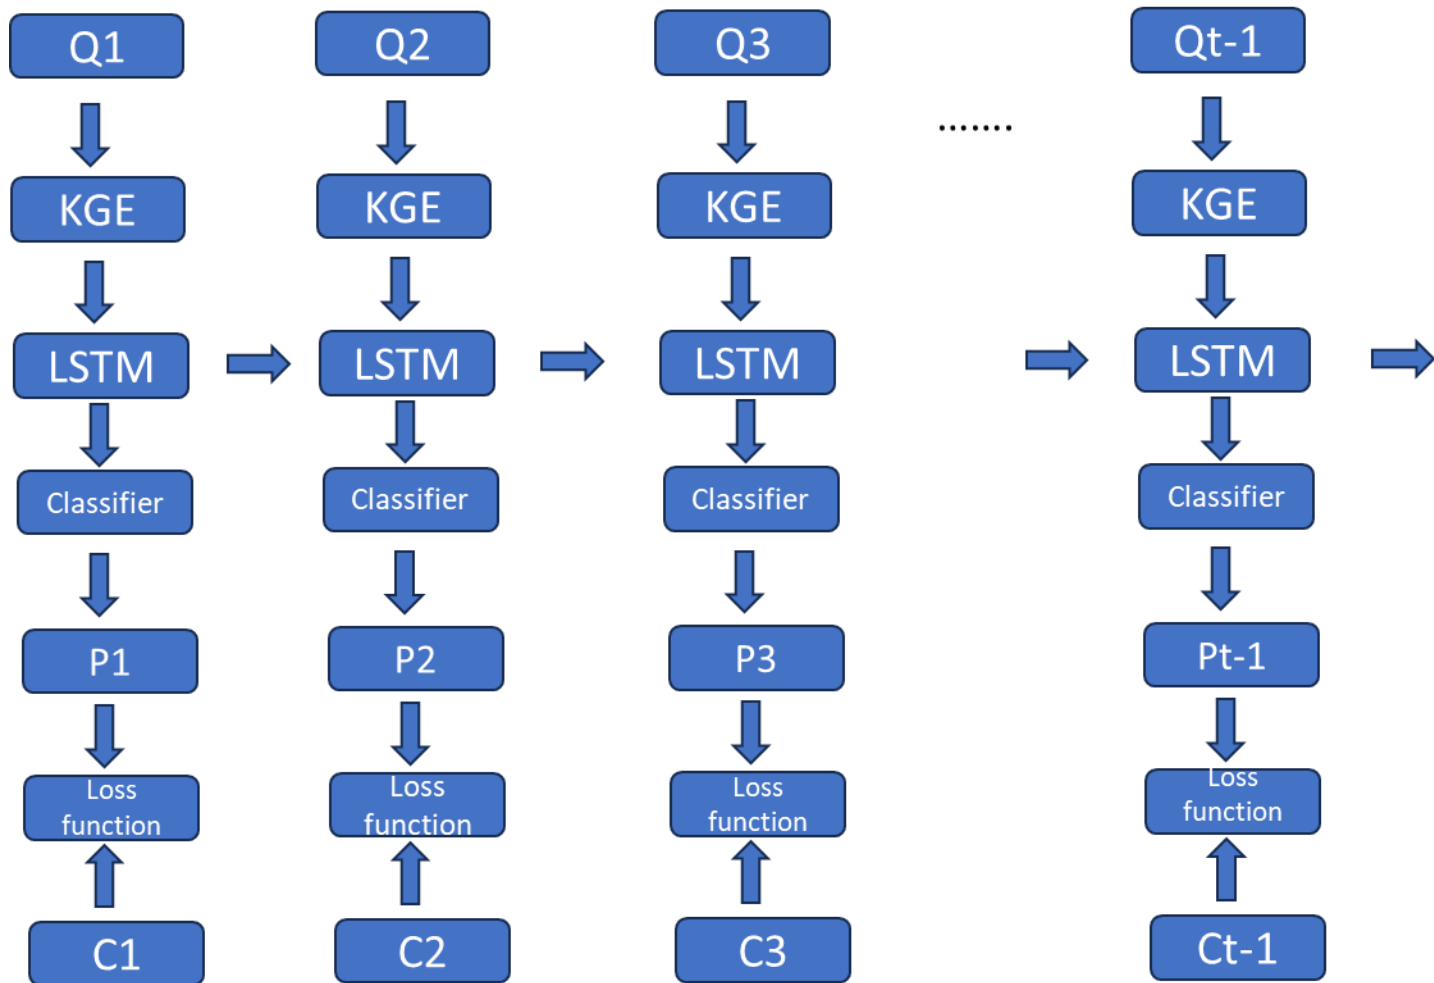 Q1
Q2
Q3
Qt-1
.......
KGE
KGE
KGE
KGE
LSTM
LSTM
LSTM
LSTM
Classifier
Classifier
Classifier
Classifier
P1
P2
P3
Pt-1
Loss
function
Loss
function
Loss
function
Loss
function
C1
C2
C3
Ct-1